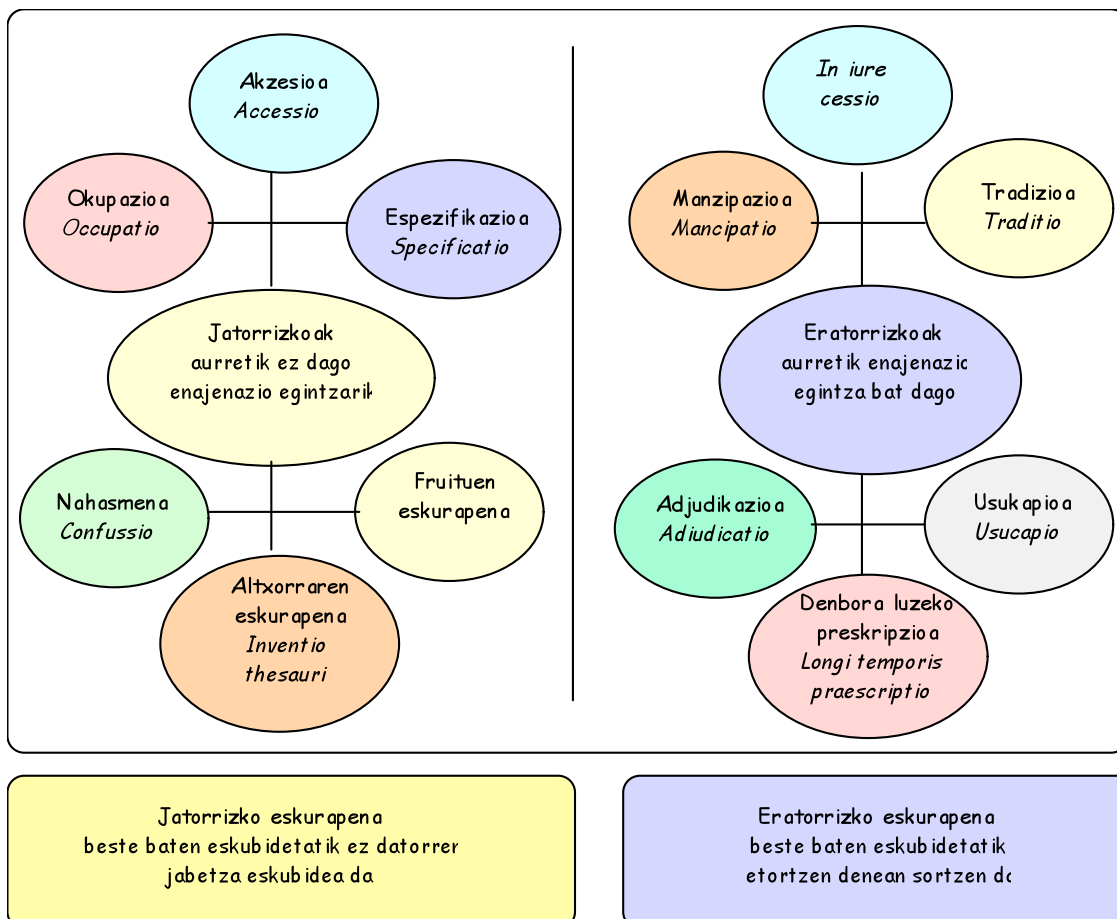 Akzesioa
Accessio
Okupazioa
Occupatio
Espezifikazioa
Specificatio
Jatorrizkoak
aurretik ez dago
enajenazio egintzarik
Nahasmena
Confussio
Fruituen
eskurapena
Altxorraren
eskurapena
Inventio
thesauri
In iure
cessio
Manzipazioa
Mancipatio
Tradizioa
Traditio
Eratorrizkoak
aurretik enajenazio
egintza bat dago
Adjudikazioa
Adiudicatio
Usukapioa
Usucapio
Denbora luzeko
preskripzioa
Longi temporis
praescriptio
Jatorrizko eskurapena
beste baten eskubidetatik ez datorren
jabetza eskubidea da
Eratorrizko eskurapena
beste baten eskubidetatik
etortzen denean sortzen da